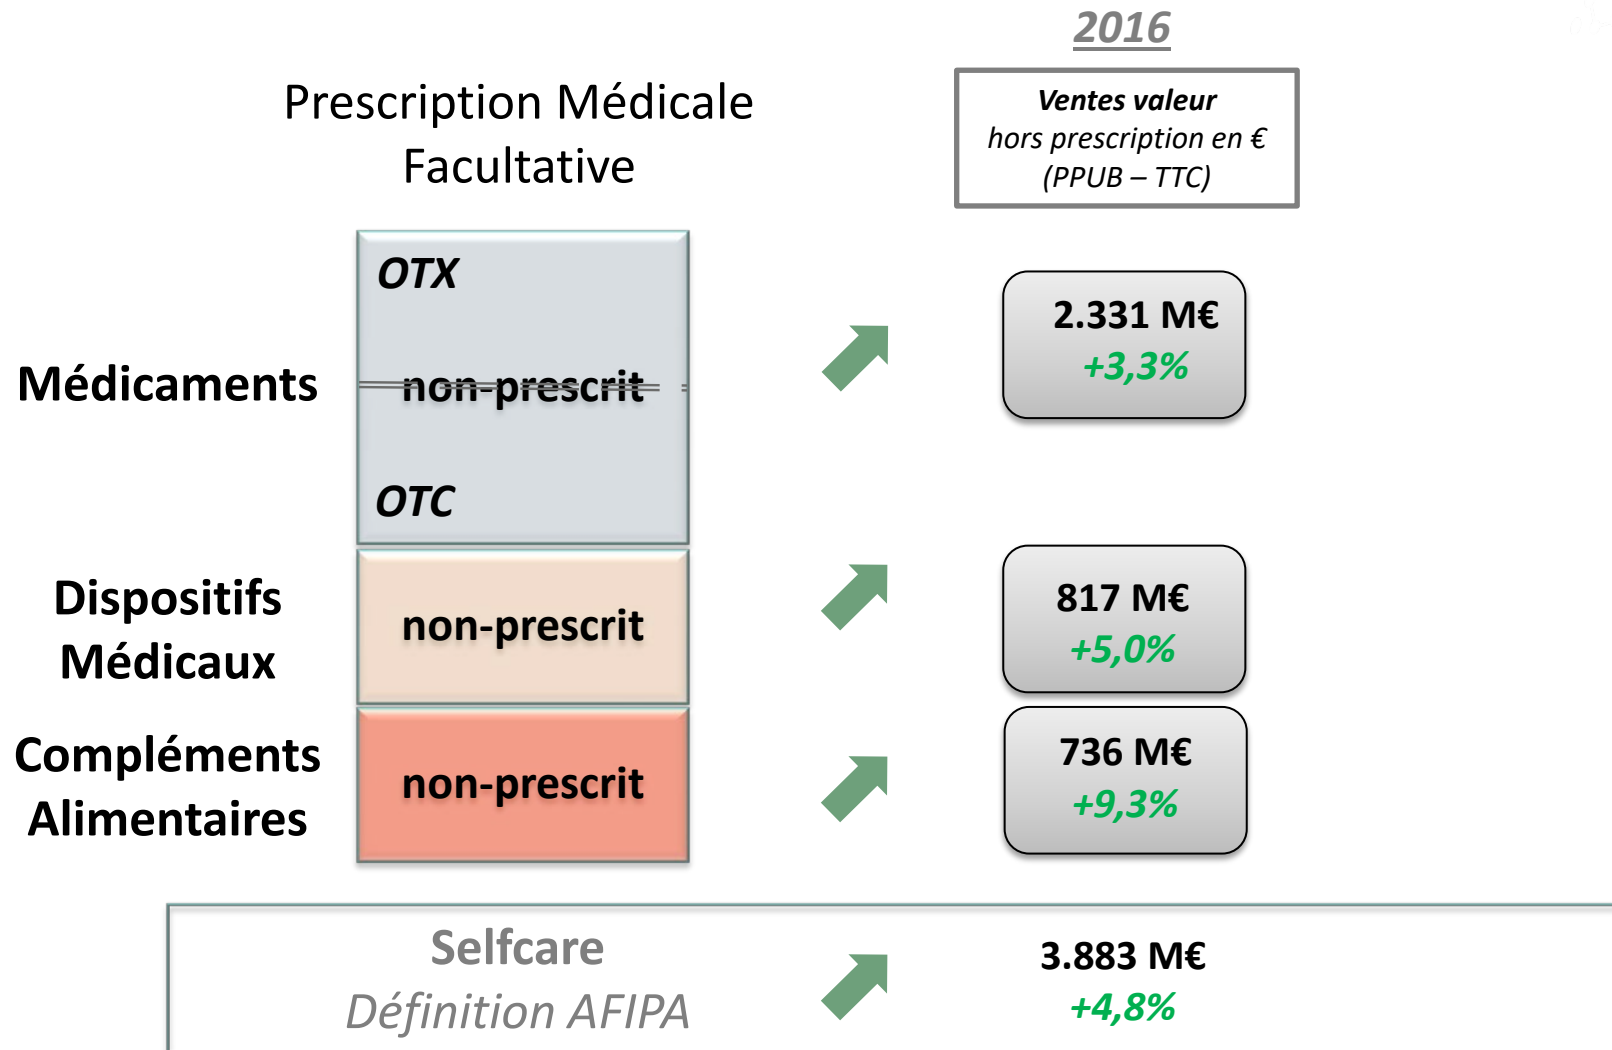 2016
Prescription Médicale
Facultative
Ventes valeur
hors prescription en €
(PPUB – TTC)
OTX
Médicaments
non-prescrit
OTC
2.331 M€
+3,3%
Dispositifs
Médicaux
non-prescrit
817 M€
+5,0%
Compléments
Alimentaires
non-prescrit
736 M€
+9,3%
Selfcare
Définition AFIPA
3.883 M€
+4,8%